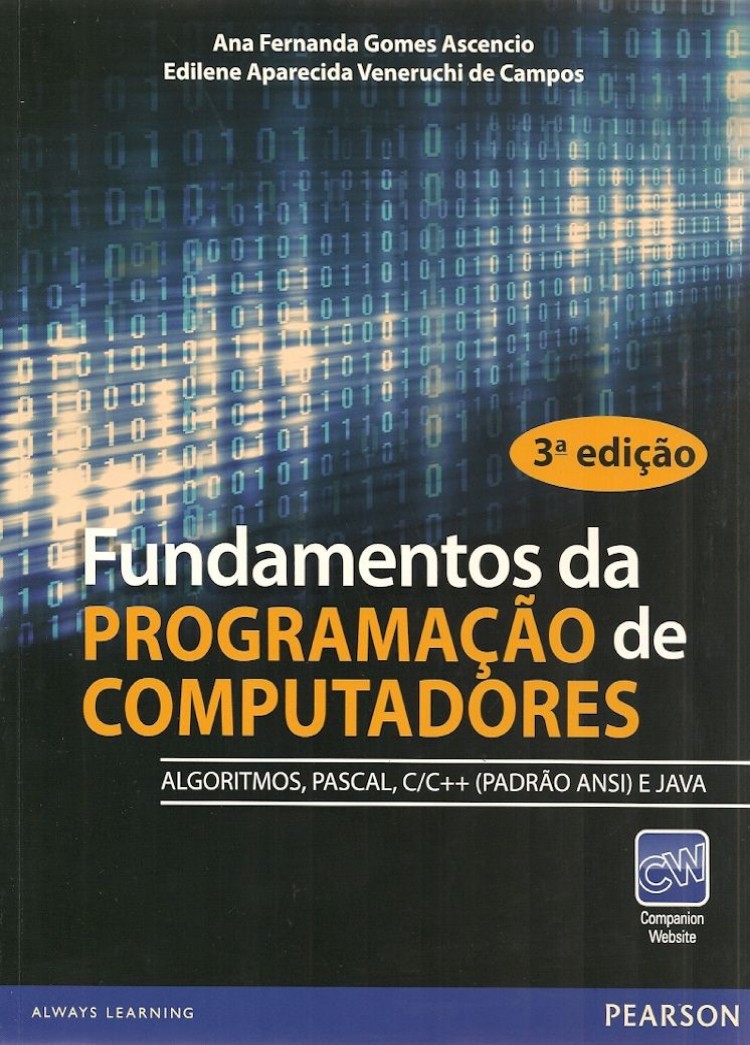 Ana Fernanda Gomes Ascencio
Edilene Aparecida Veneruchi de Campos
3ª edição
Fundamentos da
PROGRAMAÇÃO de
COMPUTADORES
ALGORITMOS, PASCAL, C/C++ (PADRÃO ANSI) E JAVA
CW
Companion
Website
ALWAYS LEARNING
PEARSON